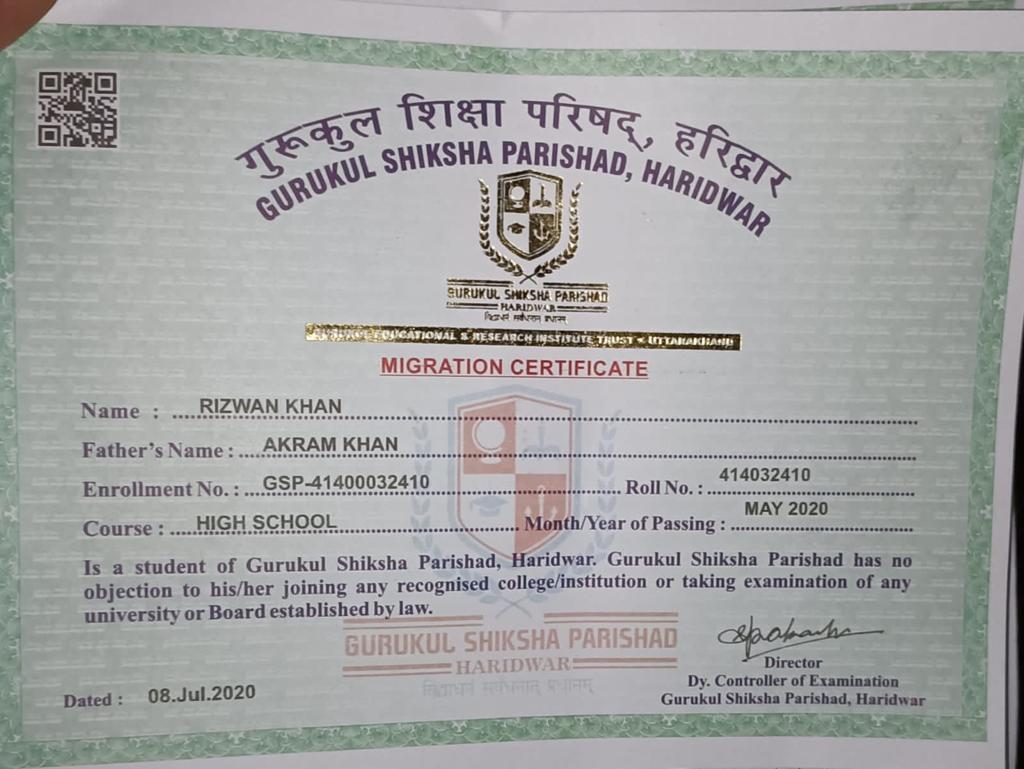 गुरूकुल शिक्षा परिषद्, हरिद्वार
GURUKUL SHIKSHA PARISHAD, HARIDWAR
GURUKUL SHIKSHA PARISHAD
HARIDWAR
EDUCATIONAL & RESEARCH INSTITUTE TRUST - UTTARAKHAND
MIGRATION CERTIFICATE
Name : RIZWAN KHAN
Father's Name : AKRAM KHAN
Enrollment No. : GSP-41400032410 Roll No. : 414032410
Course : HIGH SCHOOL Month/Year of Passing : MAY 2020
Is a student of Gurukul Shiksha Parishad, Haridwar. Gurukul Shiksha Parishad has no
objection to his/her joining any recognised college/institution or taking examination of any
university or Board established by law.
GURUKUL SHIKSHA PARISHAD
HARIDWAR
Director
Dy. Controller of Examination
Gurukul Shiksha Parishad, Haridwar
Dated : 08.Jul.2020